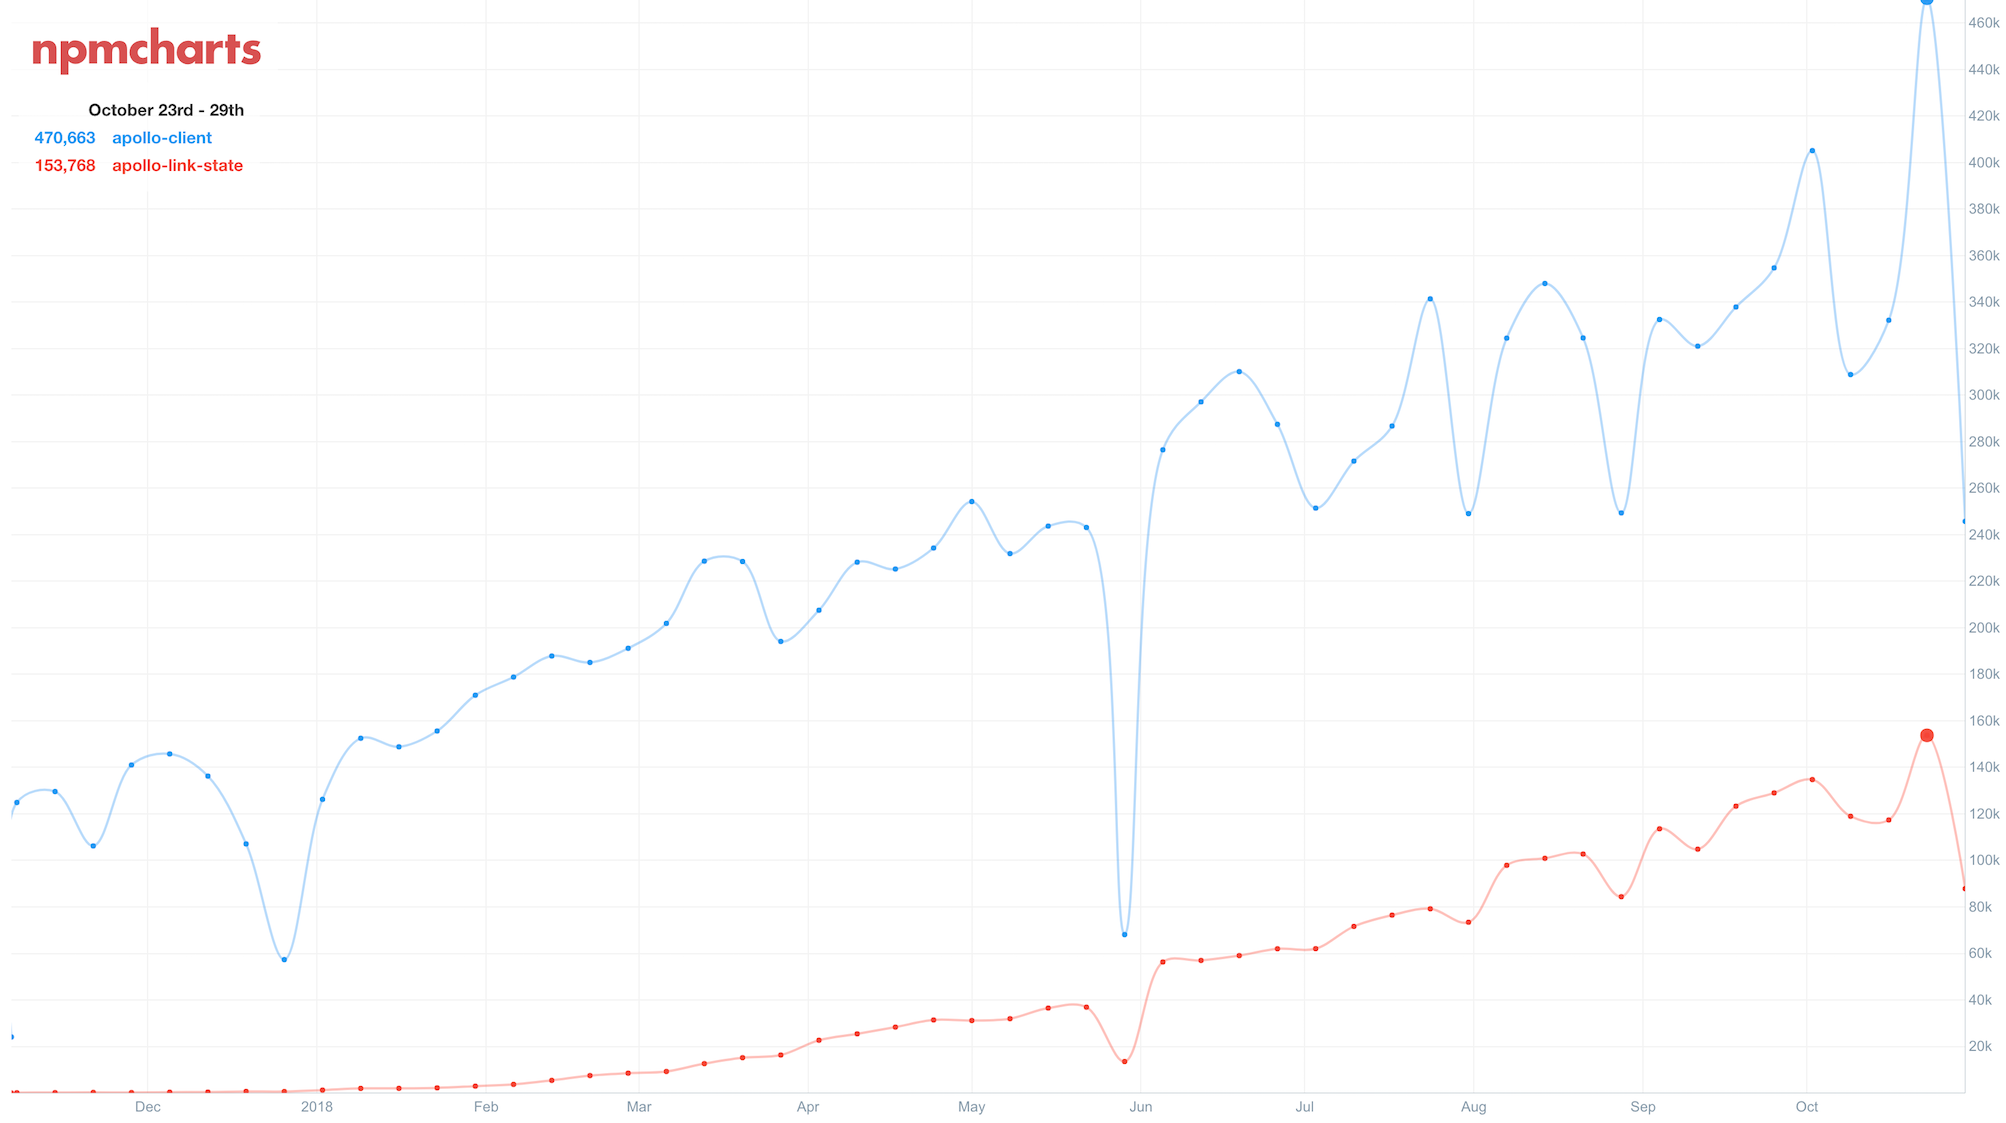 npmcharts
October 23rd - 29th
470,663 apollo-client
153,768 apollo-link-state
460k
440k
420k
400k
380k
360k
340k
320k
300k
280k
260k
240k
220k
200k
180k
160k
140k
120k
100k
80k
60k
40k
20k
Dec 2018 Feb Mar Apr May Jun Jul Aug Sep Oct